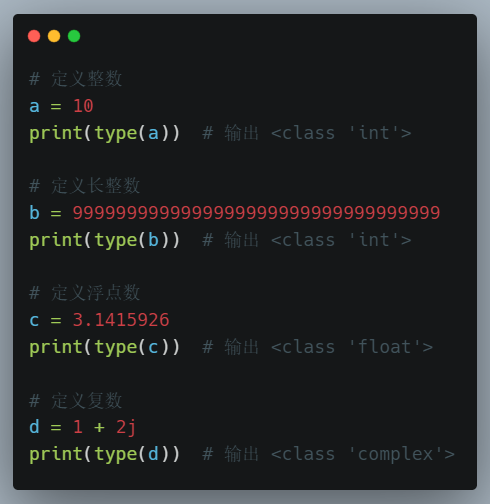 # 定义整数
a = 10
print(type(a))  # 输出 <class 'int'>
# 定义长整数
b = 9999999999999999999999999999999999
print(type(b))  # 输出 <class 'int'>
# 定义浮点数
c = 3.1415926
print(type(c))  # 输出 <class 'float'>
# 定义复数
d = 1 + 2j
print(type(d))  # 输出 <class 'complex'>